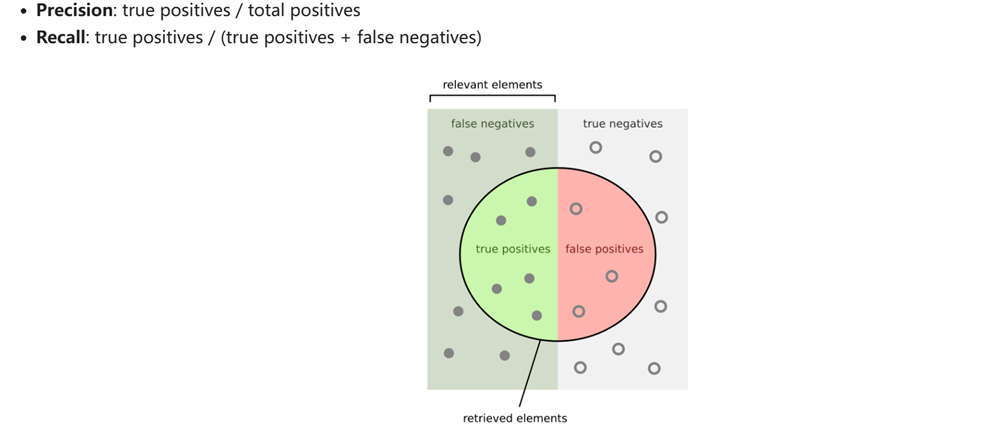 Precision: true positives / total positives
Recall: true positives / (true positives + false negatives)
relevant elements
false negatives true negatives
true positives false positives
retrieved elements